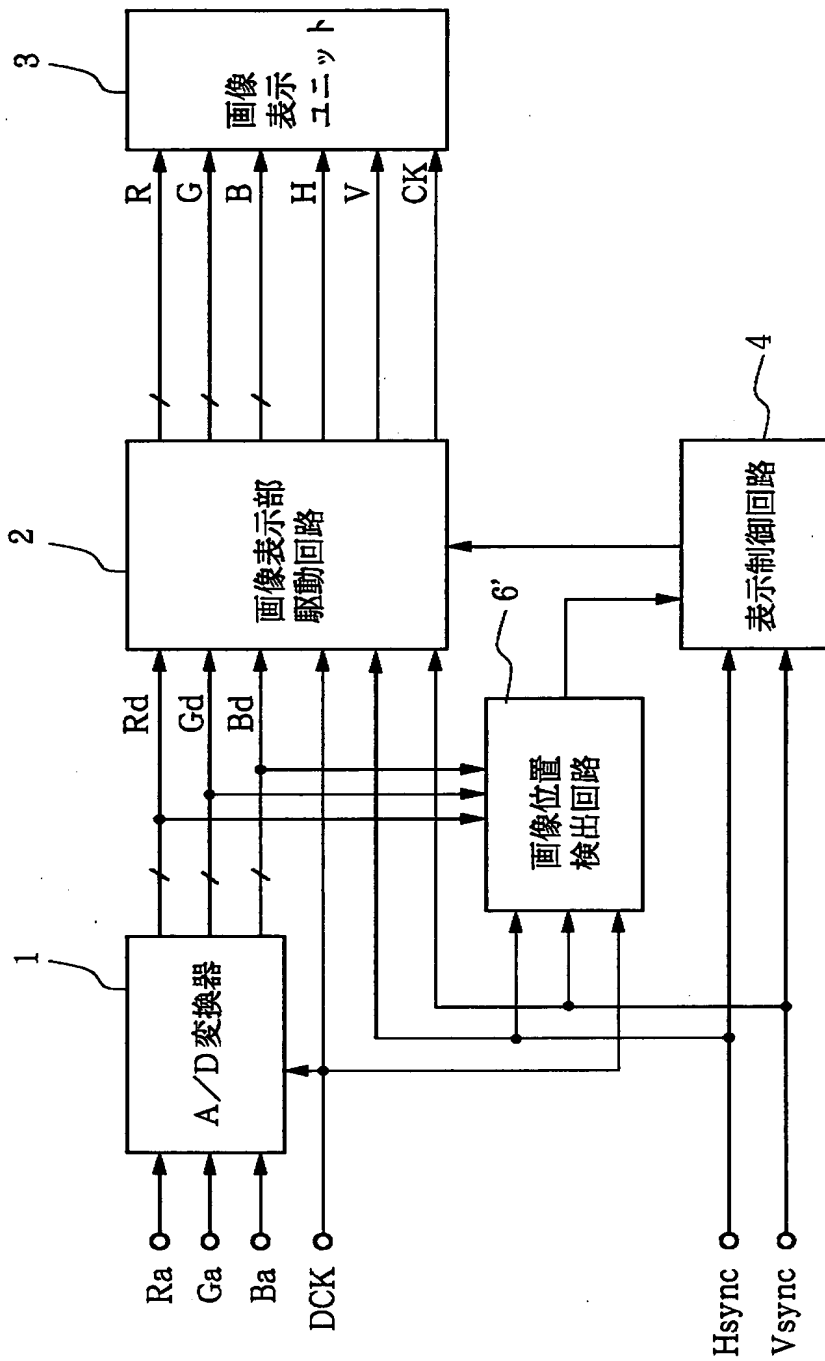 1
2
3
Ra
Ga
Ba
DCK
A/D変換器
Rd
Gd
Bd
画像表示部
駆動回路
R
G
B
H
V
CK
画像
表示
ユニット
6'
画像位置
検出回路
4
表示制御回路
Hsync
Vsync